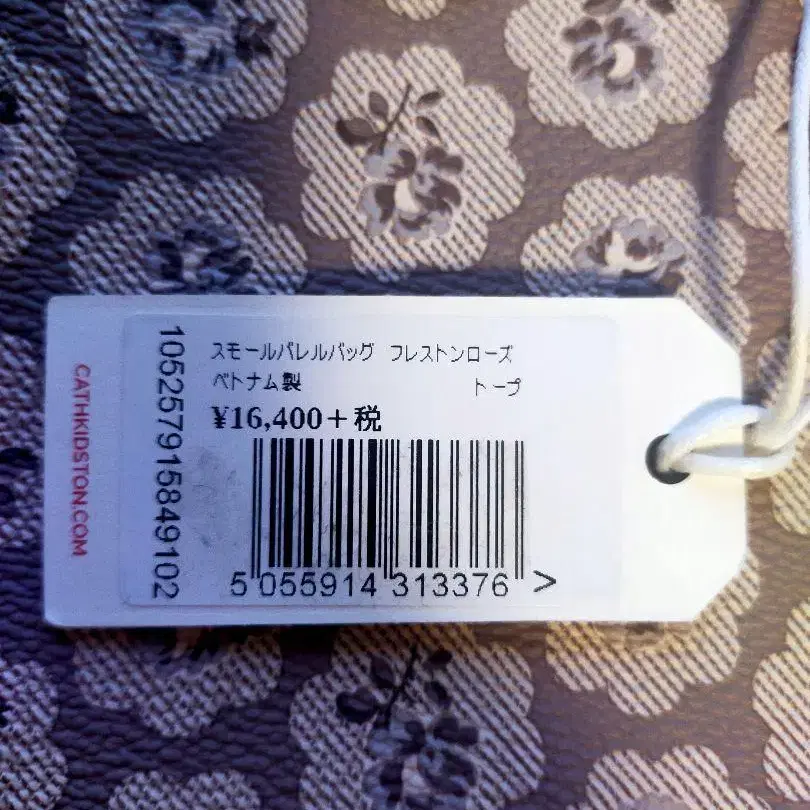 スモールバレルバッグ フレストンローズ
ベトナム製 トープ
¥16,400+税
5 055914 313376 >
105257915849102
CATHKIDSTON.COM